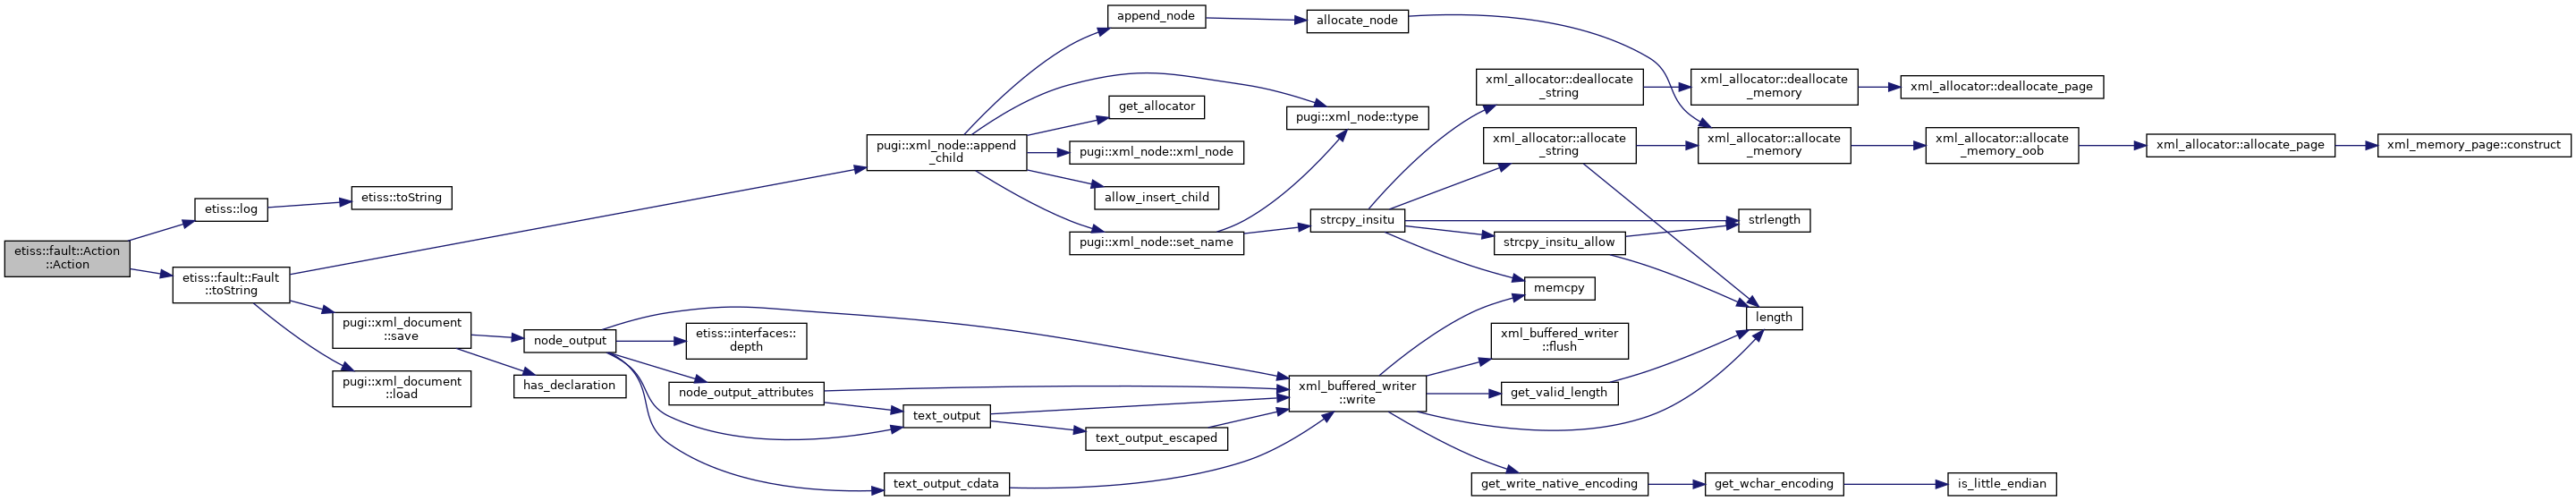 etiss::fault::Action
::Action
etiss::log
etiss::toString
etiss::fault::Fault
::toString
pugi::xml_document
::save
pugi::xml_document
::load
node_output
has_declaration
etiss::interfaces::
depth
node_output_attributes
pugi::xml_node::append
_child
text_output
text_output_cdata
append_node
get_allocator
pugi::xml_node::xml_node
allow_insert_child
pugi::xml_node::set_name
text_output_escaped
allocate_node
pugi::xml_node::type
strcpy_insitu
xml_buffered_writer
::write
xml_allocator::deallocate
_string
xml_allocator::allocate
_string
strcpy_insitu_allow
memcpy
xml_buffered_writer
::flush
get_valid_length
get_write_native_encoding
xml_allocator::deallocate
_memory
xml_allocator::allocate
_memory
strlength
length
get_wchar_encoding
xml_allocator::deallocate_page
xml_allocator::allocate
_memory_oob
is_little_endian
xml_allocator::allocate_page
xml_memory_page::construct